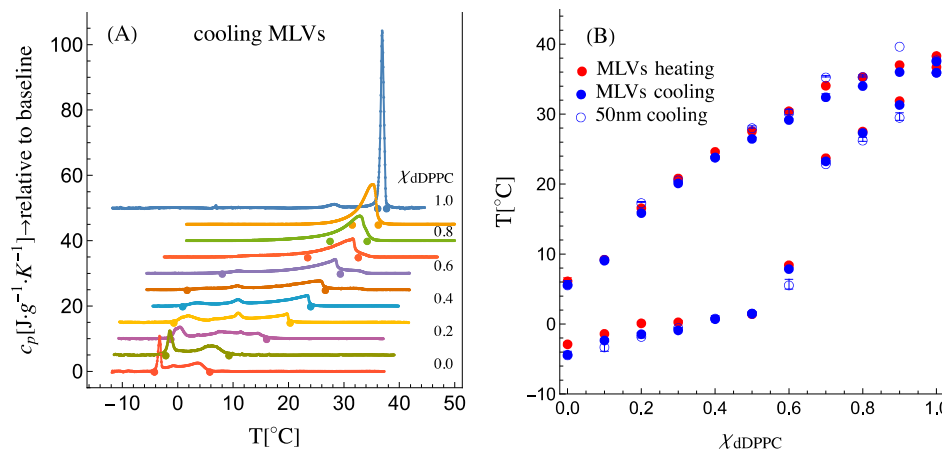 (A)
cooling MLVs
c_p[J·g⁻¹·K⁻¹]→relative to baseline
100
80
60
40
20
0
χdDPPC
1.0
0.8
0.6
0.4
0.2
0.0
−10 0 10 20 30 40 50
T[°C]
(B)
MLVs heating
MLVs cooling
50nm cooling
T[°C]
40
30
20
10
0
−10
0.0 0.2 0.4 0.6 0.8 1.0
χdDPPC